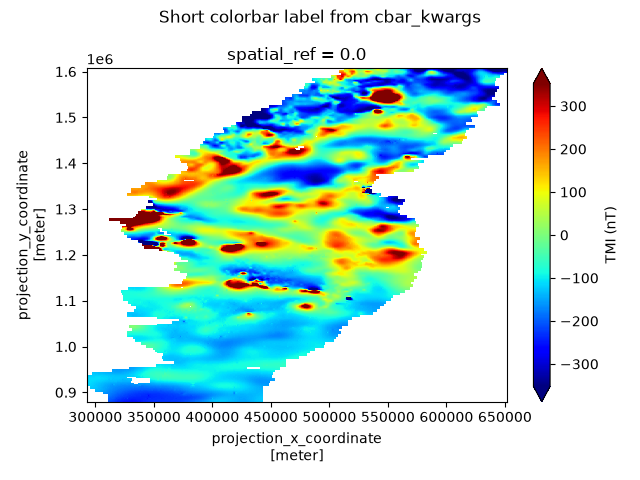 Short colorbar label from cbar_kwargs
spatial_ref = 0.0
1e6
1.6
1.5
1.4
1.3
1.2
1.1
1.0
0.9
projection_y_coordinate
[meter]
300000 350000 400000 450000 500000 550000 600000 650000
projection_x_coordinate
[meter]
300
200
100
0
−100
−200
−300
TMI (nT)